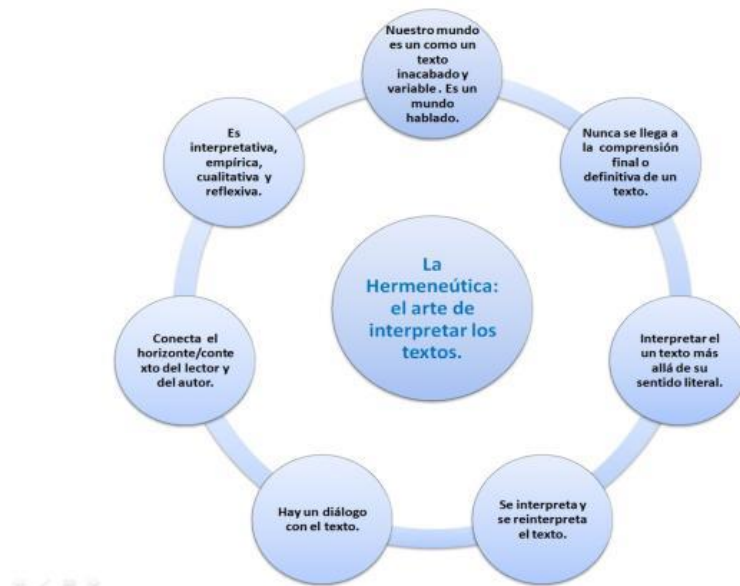 Nuestro mundo
es un como un
texto
inacabado y
variable . Es un
mundo
hablado.
Nunca se llega a
la comprensión
final o
definitiva de un
texto.
Interpretar el
un texto más
allá de su
sentido literal.
Se interpreta y
se reinterpreta
el texto.
Hay un diálogo
con el texto.
Conecta el
horizonte/conte
xto del lector y
del autor.
Es
interpretativa,
empírica,
cualitativa y
reflexiva.
La
Hermeneútica:
el arte de
interpretar los
textos.